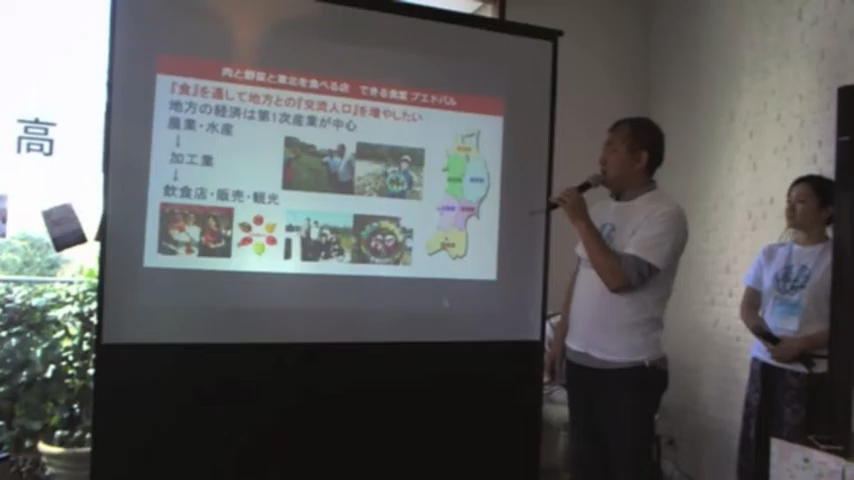 高
肉と野菜と東北を食べる店 できる食堂 プエドバル
『食』を通して地方との『交流人口』を増やしたい
地方の経済は第1次産業が中心
農業・水産
↓
加工業
↓
飲食店・販売・観光